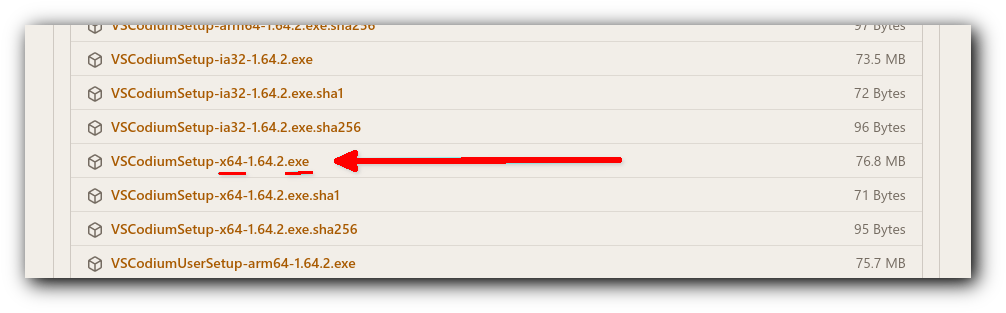 VSCodiumSetup-arm64-1.64.2.exe.sha256 97 Bytes
VSCodiumSetup-ia32-1.64.2.exe 73.5 MB
VSCodiumSetup-ia32-1.64.2.exe.sha1 72 Bytes
VSCodiumSetup-ia32-1.64.2.exe.sha256 96 Bytes
VSCodiumSetup-x64-1.64.2.exe 76.8 MB
VSCodiumSetup-x64-1.64.2.exe.sha1 71 Bytes
VSCodiumSetup-x64-1.64.2.exe.sha256 95 Bytes
VSCodiumUserSetup-arm64-1.64.2.exe 75.7 MB